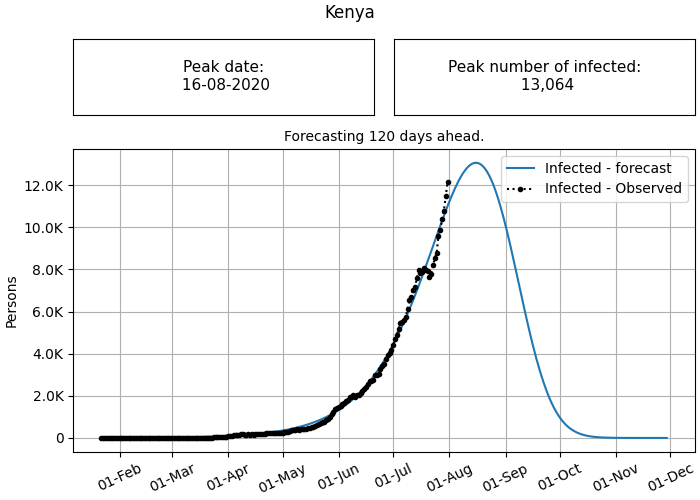 Kenya
Peak date:
16-08-2020
Peak number of infected:
13,064
Forecasting 120 days ahead.
Infected - forecast
Infected - Observed
Persons
12.0K
10.0K
8.0K
6.0K
4.0K
2.0K
0
01-Feb
01-Mar
01-Apr
01-May
01-Jun
01-Jul
01-Aug
01-Sep
01-Oct
01-Nov
01-Dec